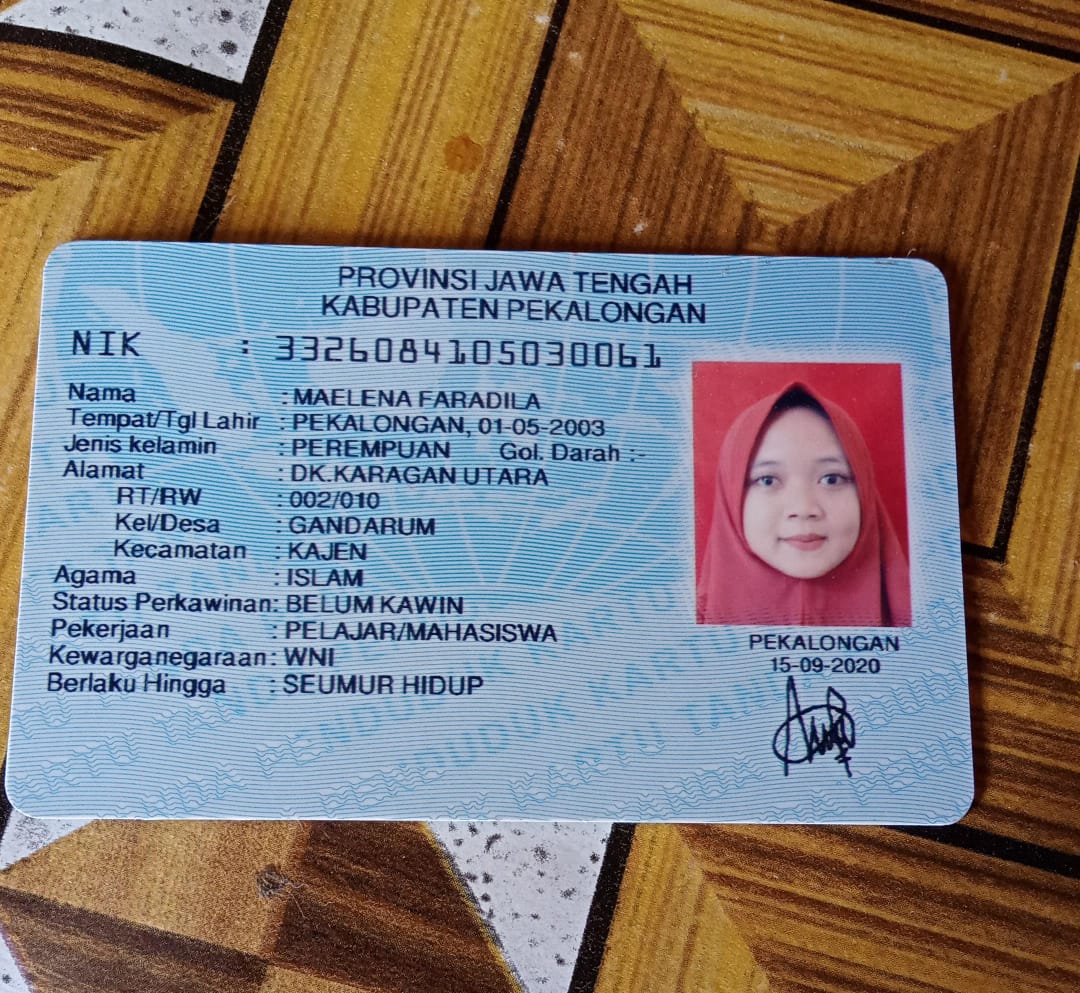 PROVINSI JAWA TENGAH
KABUPATEN PEKALONGAN
NIK : 3326084105030061
Nama : MAELENA FARADILA
Tempat/Tgl Lahir : PEKALONGAN, 01-05-2003
Jenis kelamin : PEREMPUAN Gol. Darah :-
Alamat : DK.KARAGAN UTARA
RT/RW : 002/010
Kel/Desa : GANDARUM
Kecamatan : KAJEN
Agama : ISLAM
Status Perkawinan: BELUM KAWIN
Pekerjaan : PELAJAR/MAHASISWA
Kewarganegaraan: WNI
Berlaku Hingga : SEUMUR HIDUP
PEKALONGAN
15-09-2020